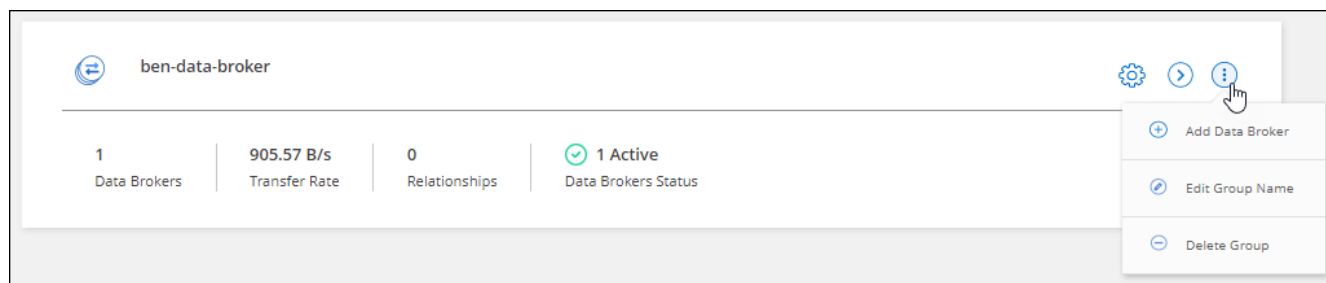 ben-data-broker
1
Data Brokers
905.57 B/s
Transfer Rate
0
Relationships
1 Active
Data Brokers Status
Add Data Broker
Edit Group Name
Delete Group